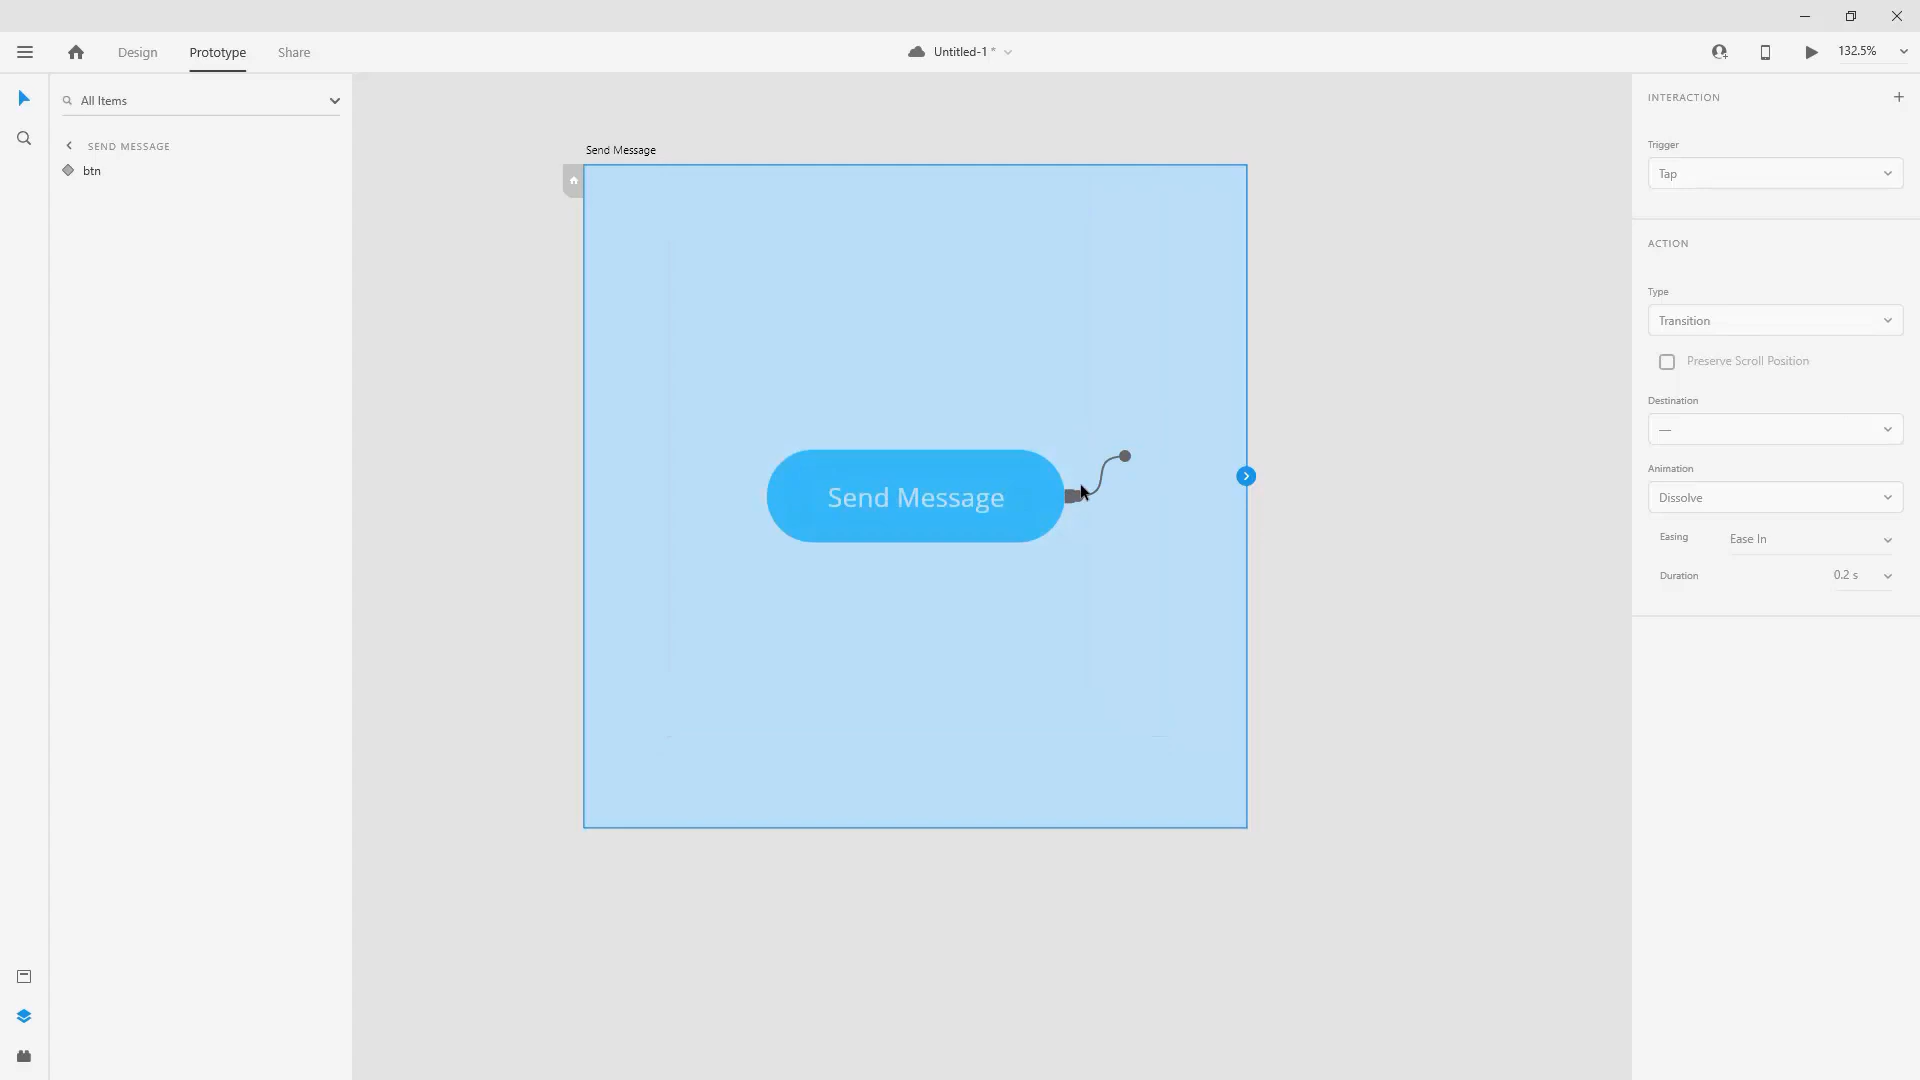 Design
Prototype
Share
Untitled-1 *
132.5%
All Items
SEND MESSAGE
btn
Send Message
Send Message
INTERACTION
Trigger
Tap
ACTION
Type
Transition
Preserve Scroll Position
Destination
—
Animation
Dissolve
Easing
Ease In
Duration
0.2 s